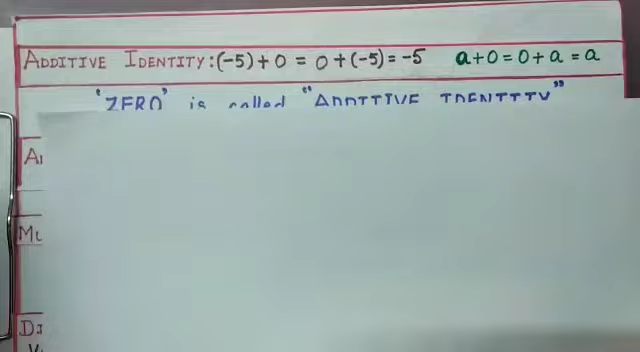 ADDITIVE IDENTITY:(-5)+0 = 0+(-5)= -5 a+0=0+a=a
'ZERO' is called "ADDITIVE IDENTITY"